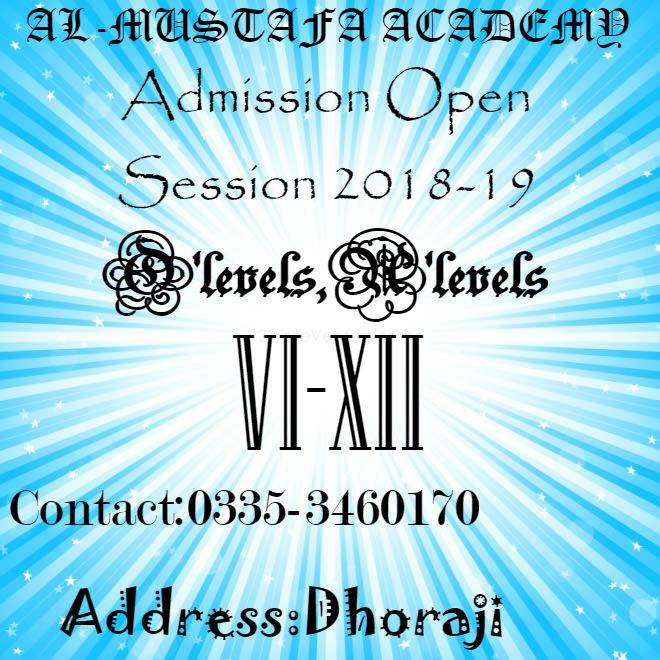 AL-MUSTAFA ACADEMY
Admission Open
Session 2018-19
O'levels, A'levels
VI-XII
Contact:0335-3460170
Address:Dhoraji